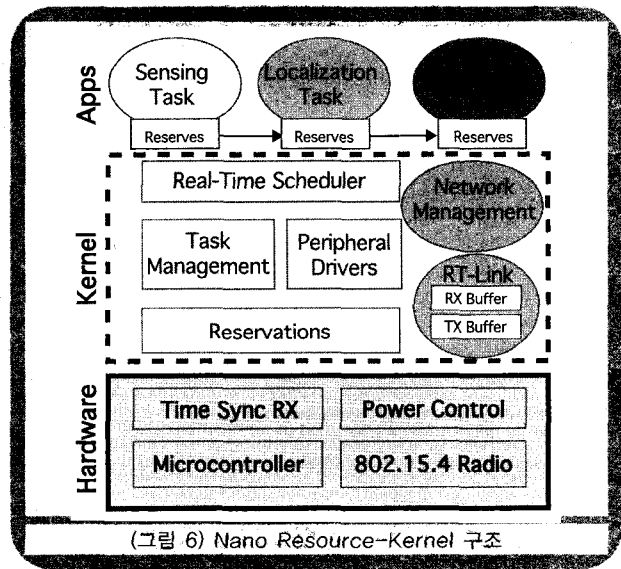 Apps
Sensing
Task
Localization
Task
Reserves
Reserves
Reserves
Kernel
Real-Time Scheduler
Network
Management
Task
Management
Peripheral
Drivers
RT-Link
RX Buffer
TX Buffer
Reservations
Hardware
Time Sync RX
Power Control
Microcontroller
802.15.4 Radio
(그림 6) Nano Resource-Kernel 구조